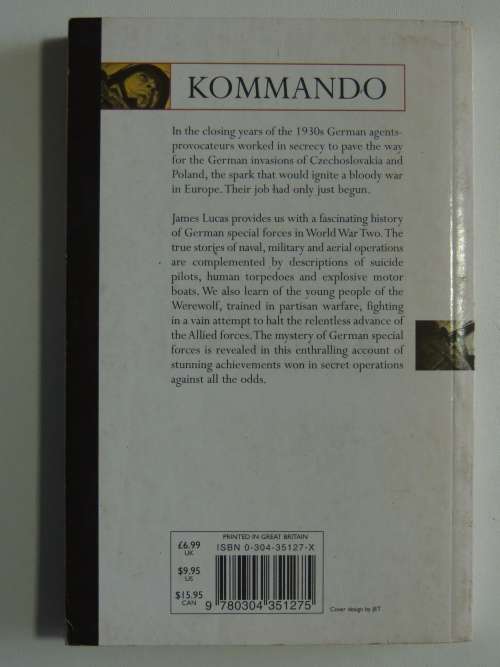 KOMMANDO
In the closing years of the 1930s German agents-
provocateurs worked in secrecy to pave the way
for the German invasions of Czechoslovakia and
Poland, the spark that would ignite a bloody war
in Europe. Their job had only just begun.
James Lucas provides us with a fascinating history
of German special forces in World War Two. The
true stories of naval, military and aerial operations
are complemented by descriptions of suicide
pilots, human torpedoes and explosive motor
boats. We also learn of the young people of the
Werewolf, trained in partisan warfare, fighting
in a vain attempt to halt the relentless advance of
the Allied forces. The mystery of German special
forces is revealed in this enthralling account of
stunning achievements won in secret operations
against all the odds.
PRINTED IN GREAT BRITAIN
£6.99
UK
$9.95
US
$15.95
CAN
ISBN 0-304-35127-X
9 780304 351275
Cover design by JBT